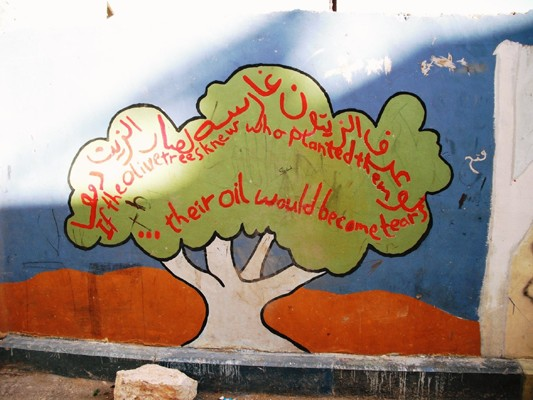 لو عرف الزيتون غارسه لصار الزيت دمعا
If the olive trees knew who planted them
... their oil would become tears